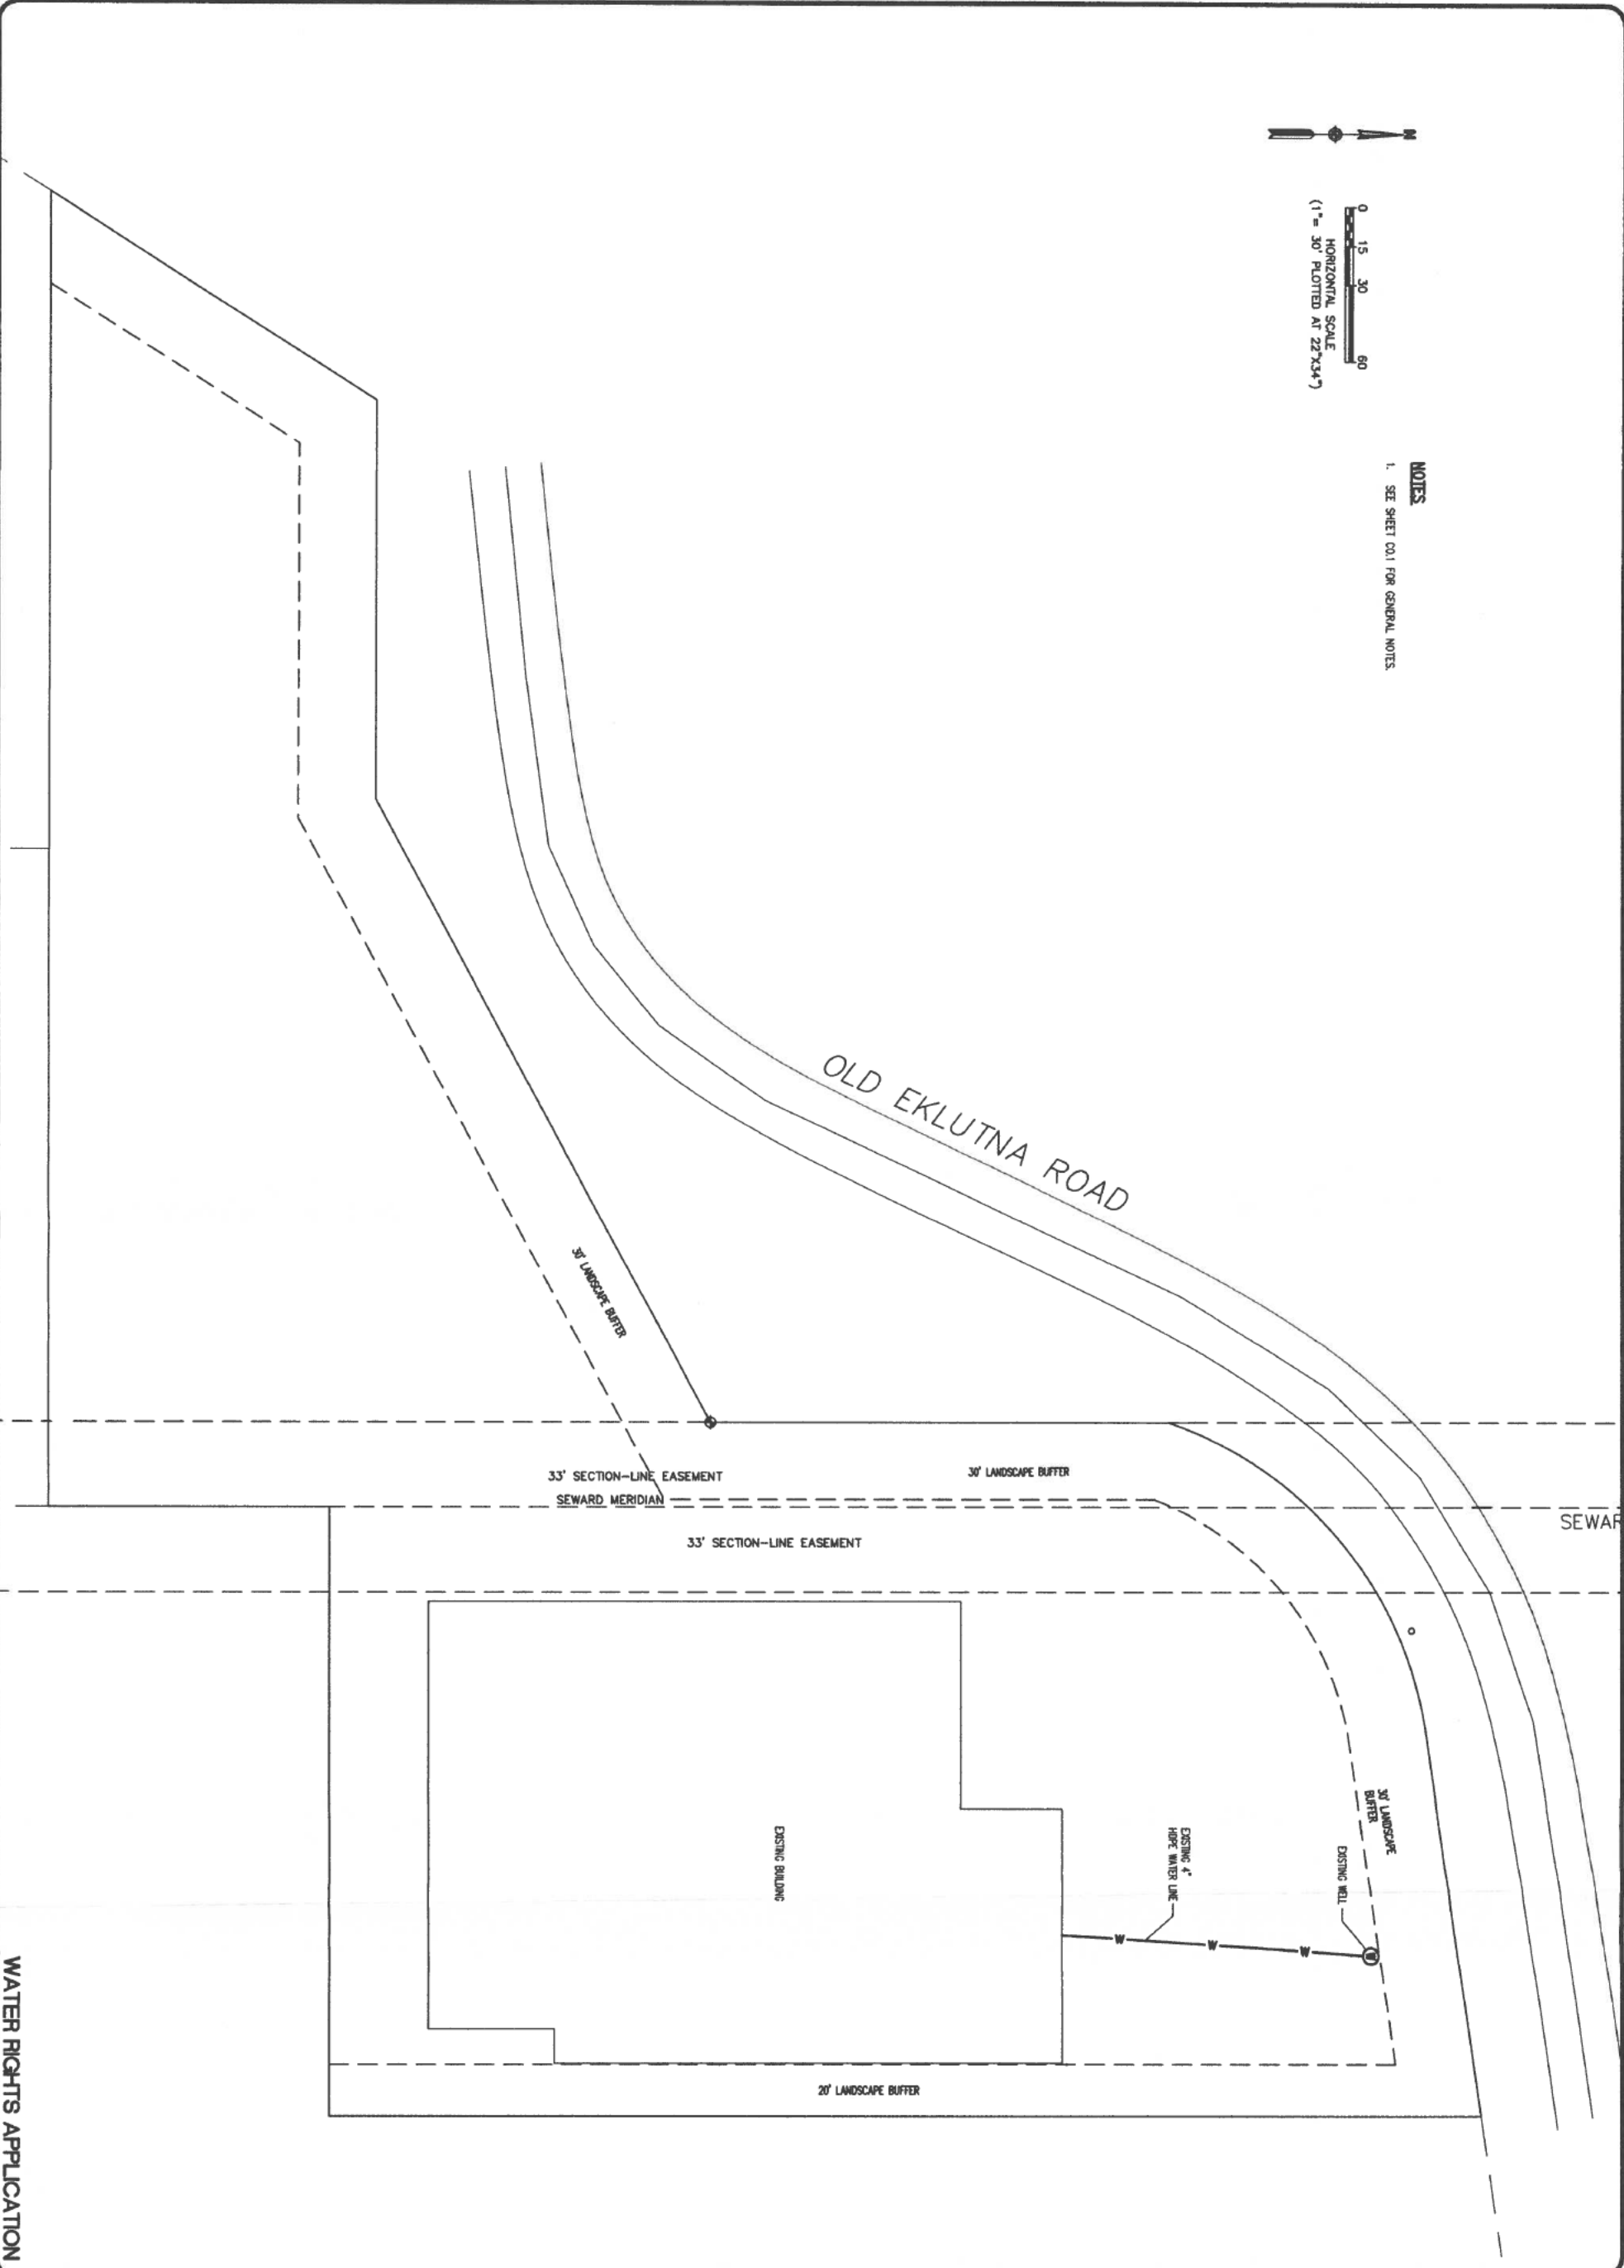 N
0 15 30 60
HORIZONTAL SCALE
(1"= 30' PLOTTED AT 22"X34")
NOTES
1. SEE SHEET C0.1 FOR GENERAL NOTES.
OLD EKLUTNA ROAD
30' LANDSCAPE BUFFER
33' SECTION-LINE EASEMENT
30' LANDSCAPE BUFFER
SEWARD MERIDIAN
SEWAR
33' SECTION-LINE EASEMENT
30' LANDSCAPE
BUFFER
EXISTING WELL
EXISTING 4"
HDPE WATER LINE
W W W W
EXISTING BUILDING
20' LANDSCAPE BUFFER
WATER RIGHTS APPLICATION